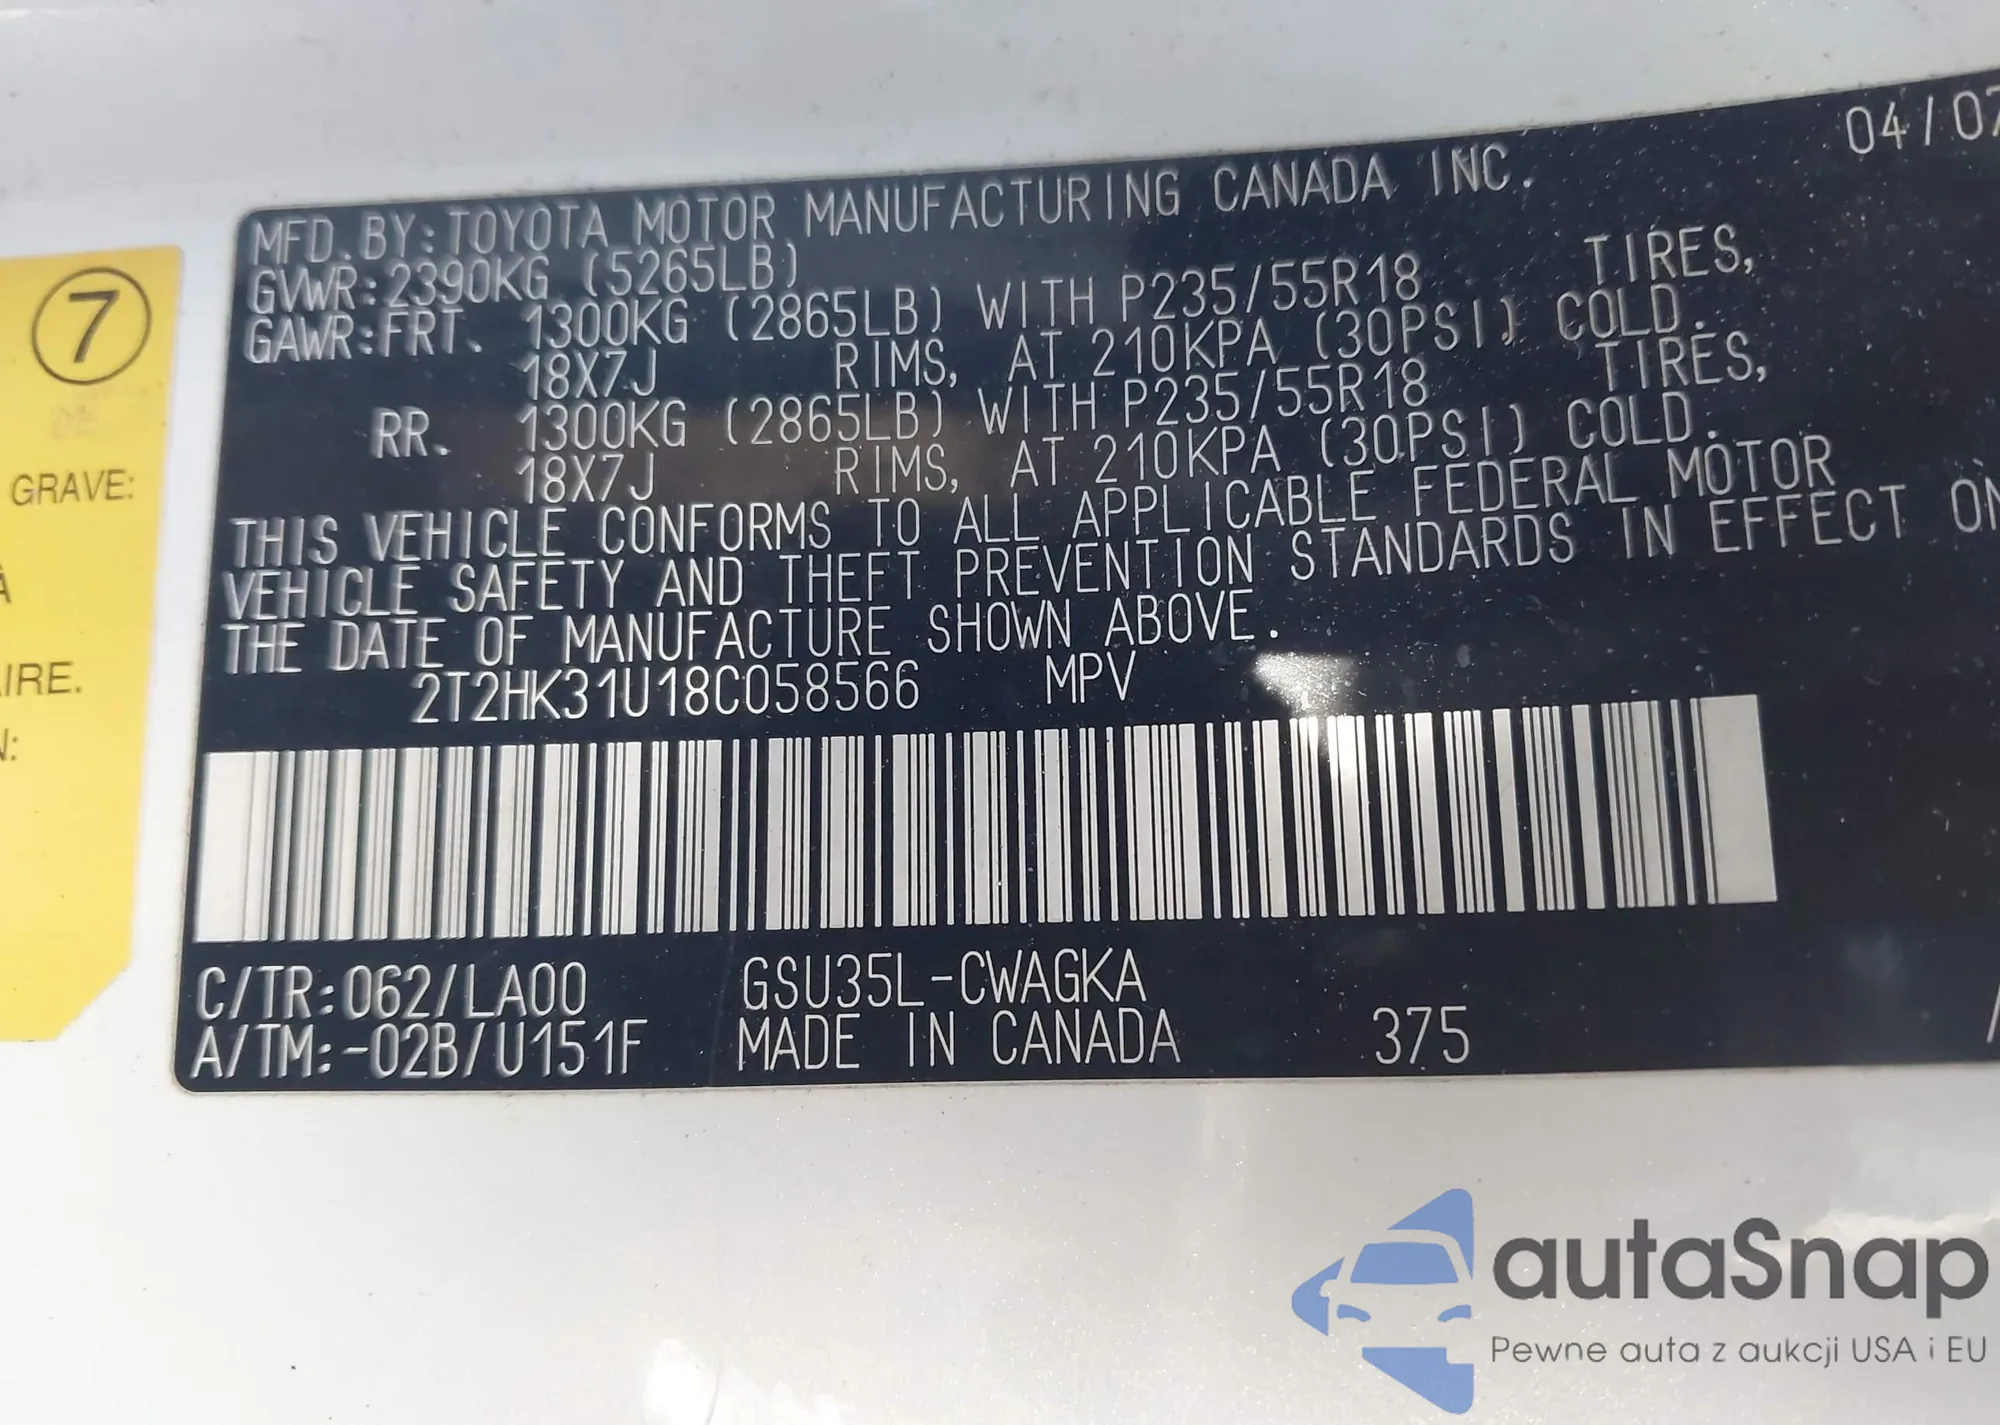 04/07
MFD.BY:TOYOTA MOTOR MANUFACTURING CANADA INC.
GVWR:2390KG (5265LB)
GAWR:FRT. 1300KG (2865LB) WITH P235/55R18 TIRES,
18X7J RIMS, AT 210KPA (30PSI) COLD.
RR. 1300KG (2865LB) WITH P235/55R18 TIRES,
18X7J RIMS, AT 210KPA (30PSI) COLD.
THIS VEHICLE CONFORMS TO ALL APPLICABLE FEDERAL MOTOR
VEHICLE SAFETY AND THEFT PREVENTION STANDARDS IN EFFECT ON
THE DATE OF MANUFACTURE SHOWN ABOVE.
2T2HK31U18C058566 MPV
C/TR:062/LA00 GSU35L-CWAGKA
A/TM:-02B/U151F MADE IN CANADA 375
7
GRAVE:
À
IRE.
N:
autaSnap
Pewne auta z aukcji USA i EU